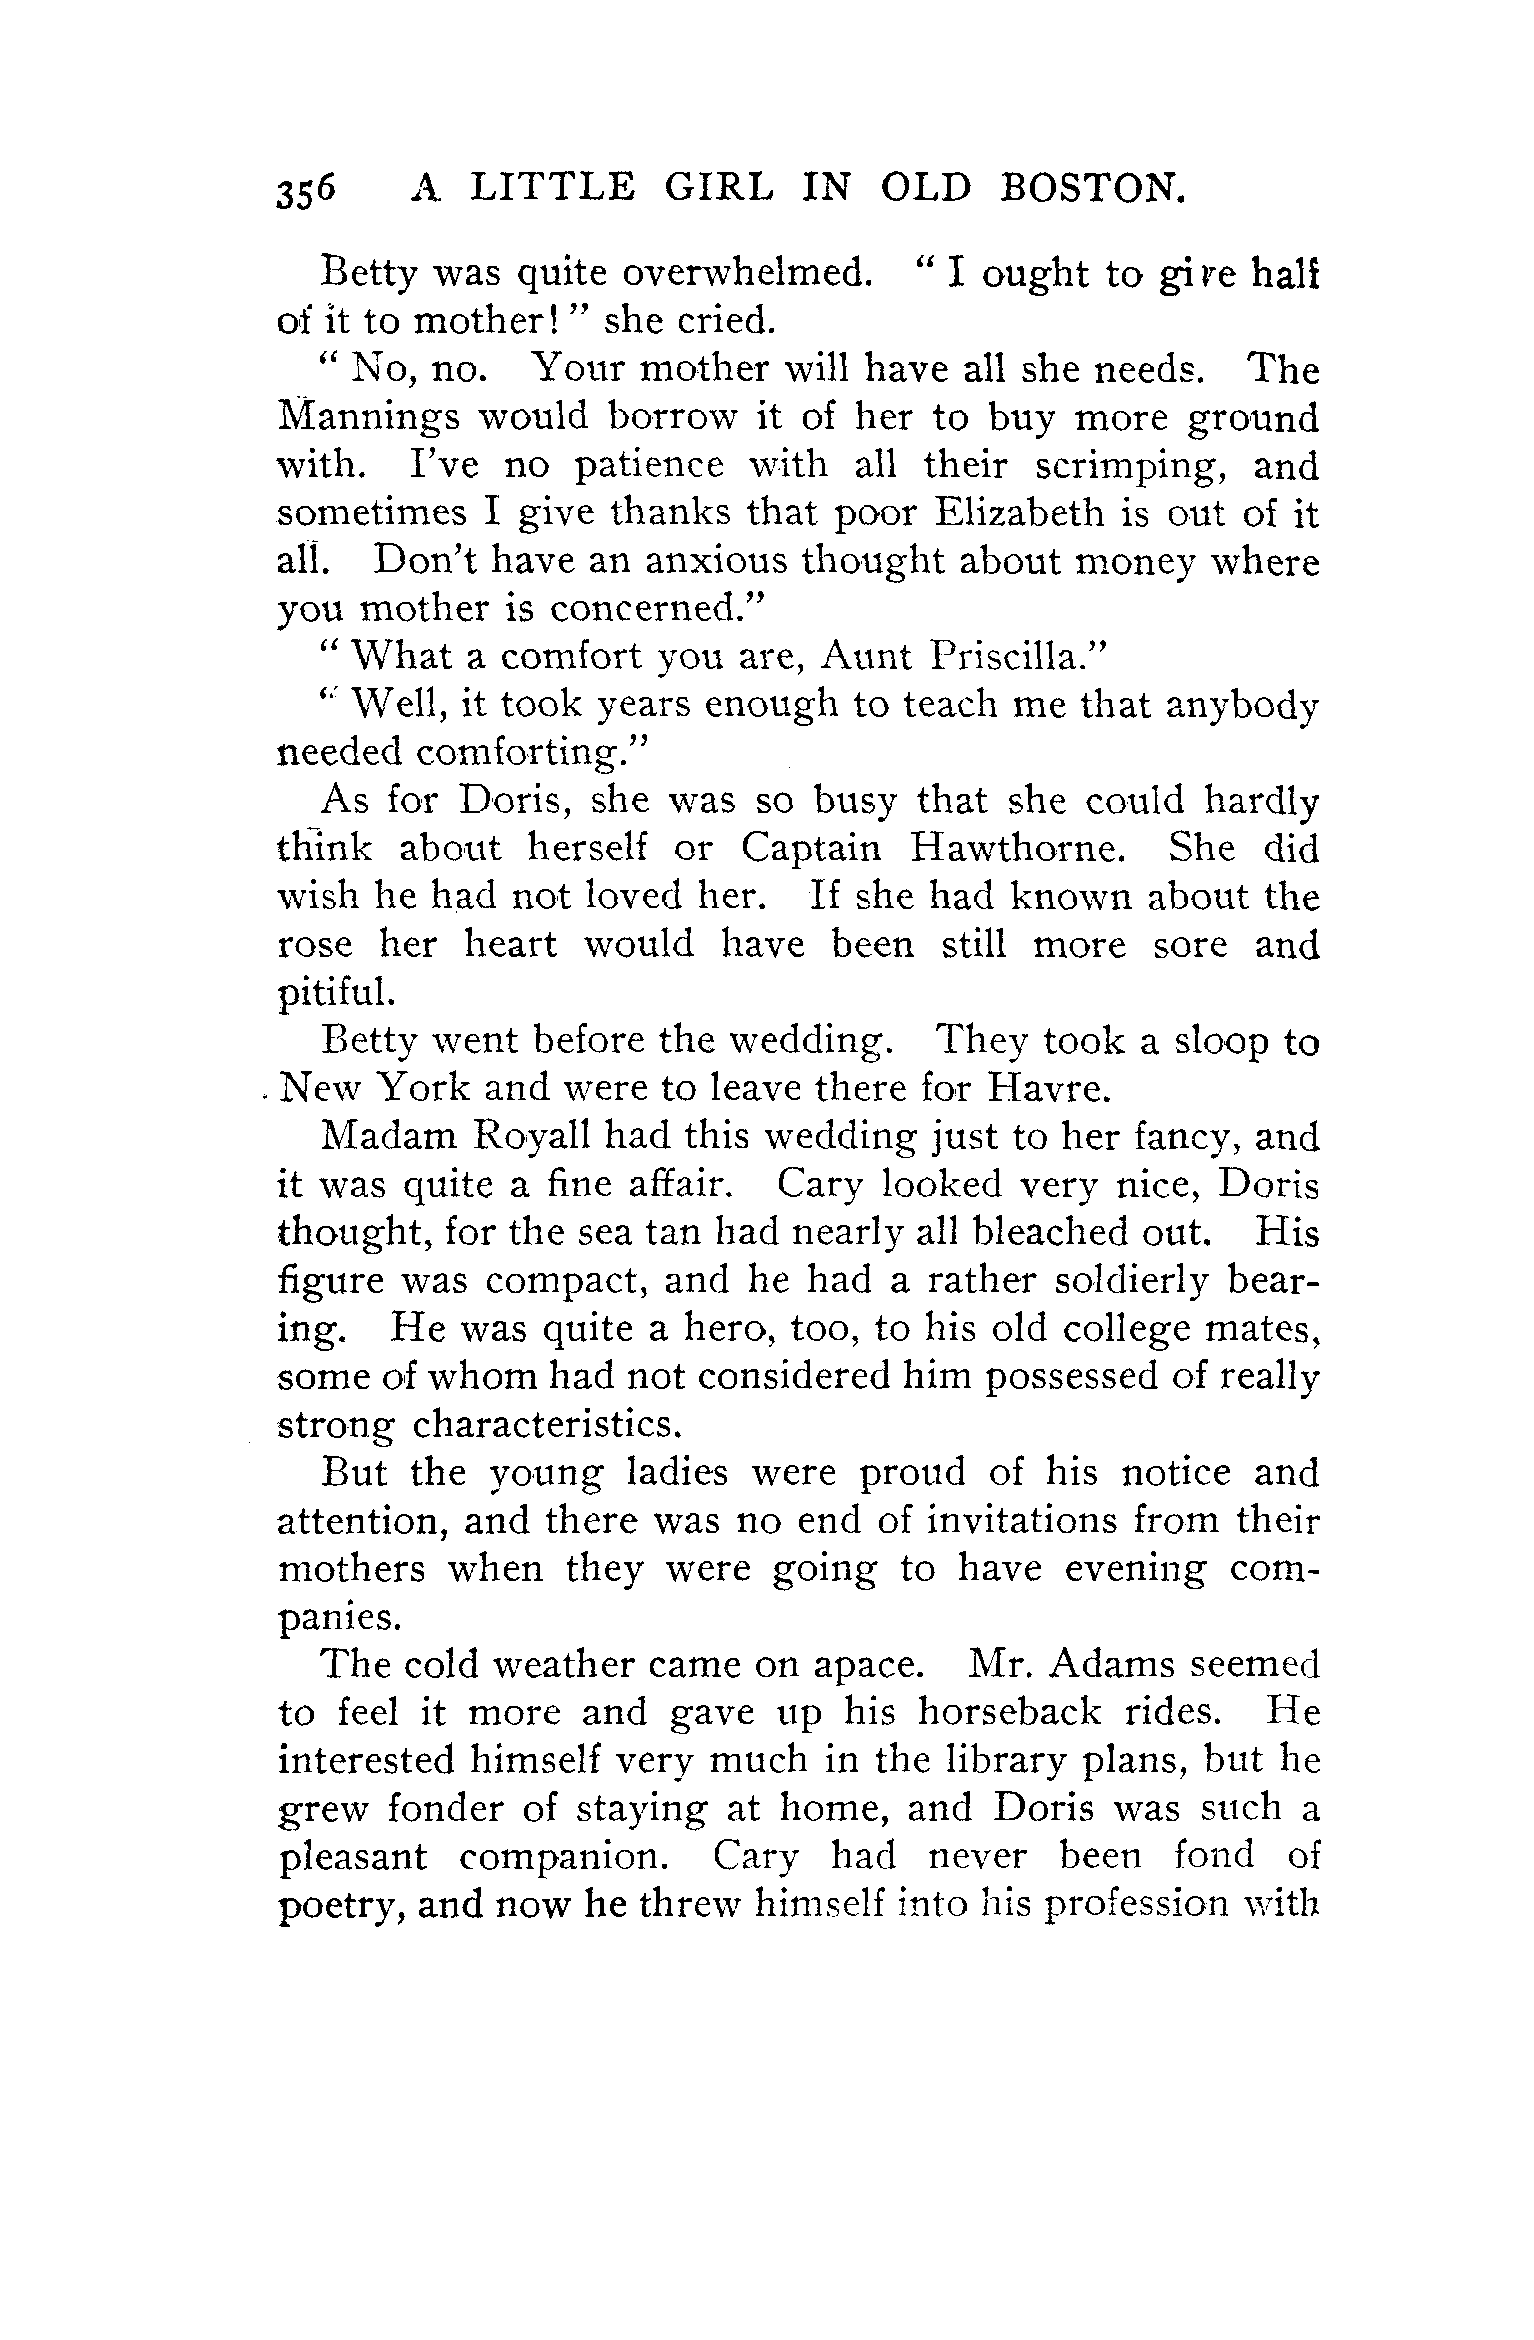 356 A LITTLE GIRL IN OLD BOSTON.
Betty was quite overwhelmed. "I ought to give half
of it to mother!" she cried.
"No, no. Your mother will have all she needs. The
Mannings would borrow it of her to buy more ground
with. I've no patience with all their scrimping, and
sometimes I give thanks that poor Elizabeth is out of it
all. Don't have an anxious thought about money where
you mother is concerned."
"What a comfort you are, Aunt Priscilla."
"Well, it took years enough to teach me that anybody
needed comforting."
As for Doris, she was so busy that she could hardly
think about herself or Captain Hawthorne. She did
wish he had not loved her. If she had known about the
rose her heart would have been still more sore and
pitiful.
Betty went before the wedding. They took a sloop to
New York and were to leave there for Havre.
Madam Royall had this wedding just to her fancy, and
it was quite a fine affair. Cary looked very nice, Doris
thought, for the sea tan had nearly all bleached out. His
figure was compact, and he had a rather soldierly bear-
ing. He was quite a hero, too, to his old college mates,
some of whom had not considered him possessed of really
strong characteristics.
But the young ladies were proud of his notice and
attention, and there was no end of invitations from their
mothers when they were going to have evening com-
panies.
The cold weather came on apace. Mr. Adams seemed
to feel it more and gave up his horseback rides. He
interested himself very much in the library plans, but he
grew fonder of staying at home, and Doris was such a
pleasant companion. Cary had never been fond of
poetry, and now he threw himself into his profession with